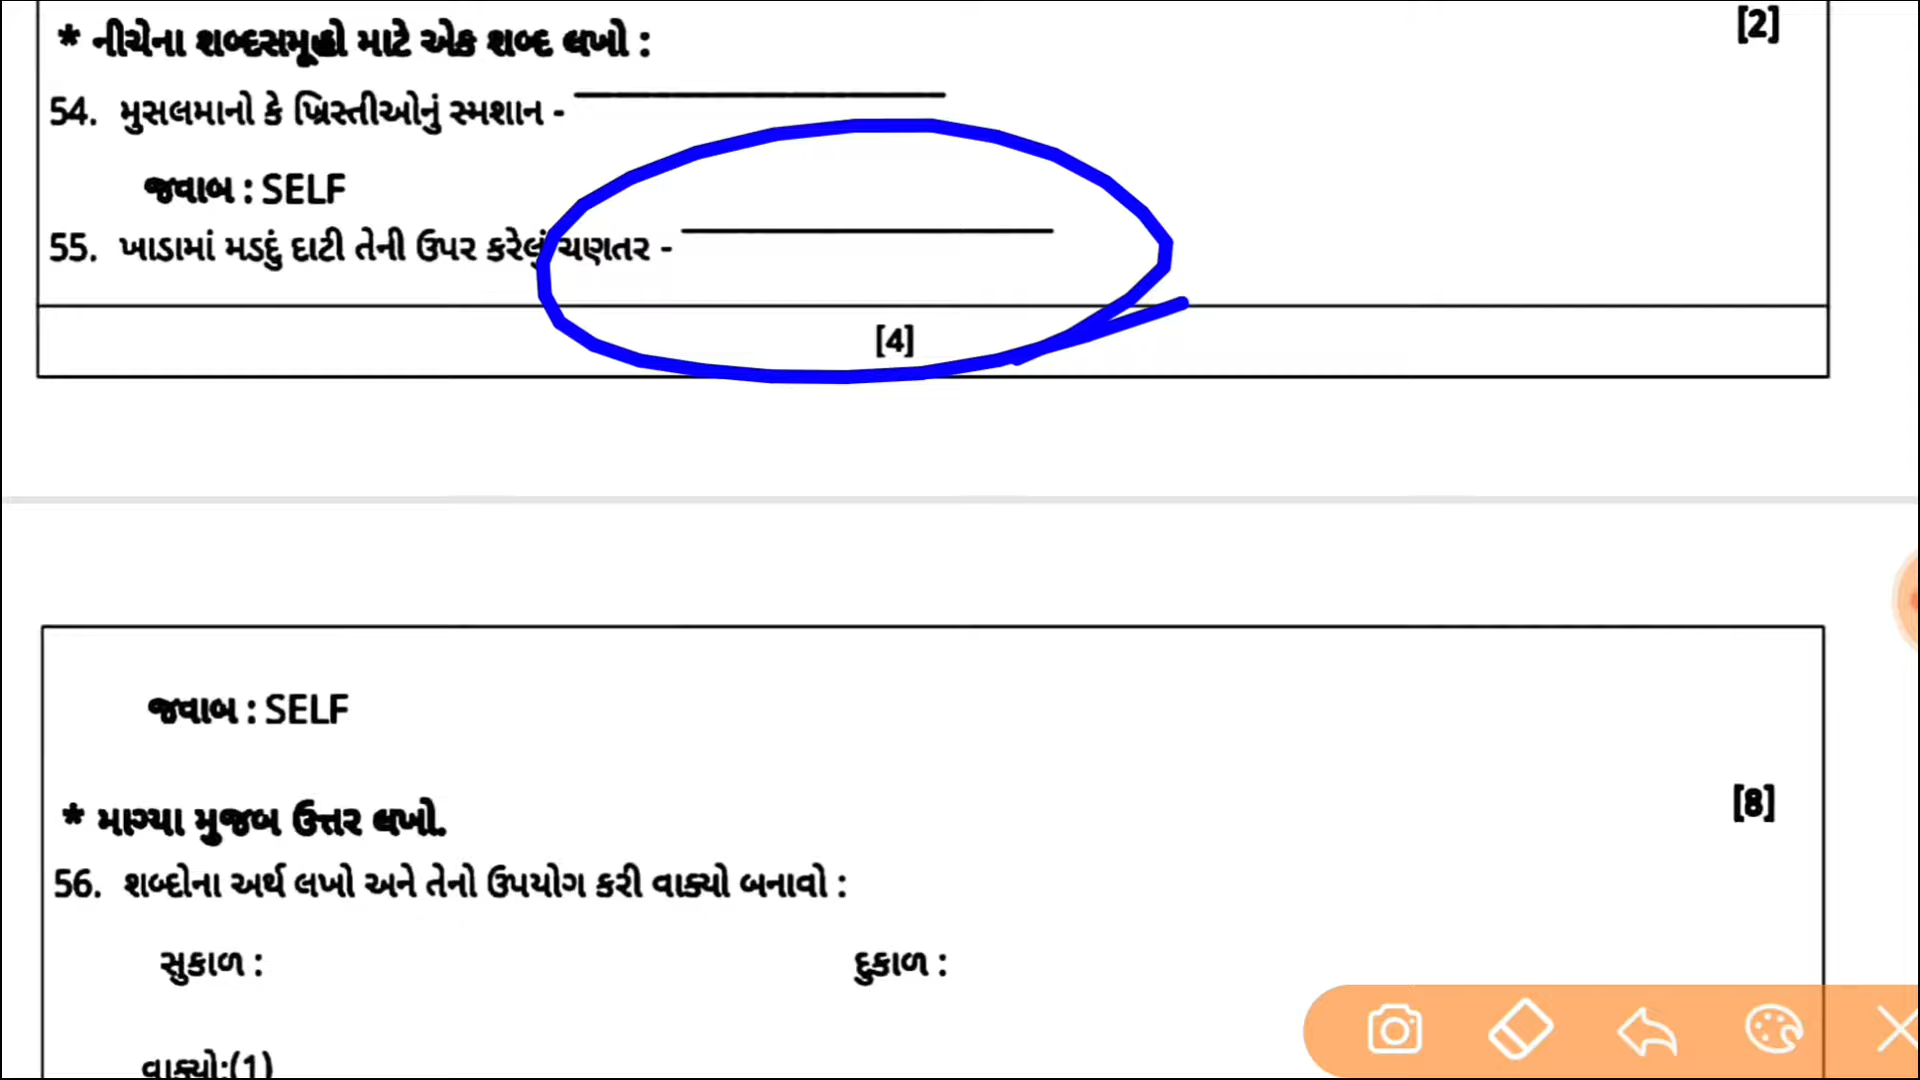 [2]
* નીચેના શબ્દસમૂહો માટે એક શબ્દ લખો :
54. મુસલમાનો કે ખ્રિસ્તીઓનું સ્મશાન -
જવાબ : SELF
55. ખાડામાં મડદું દાટી તેની ઉપર કરેલું ચણતર -
[4]
જવાબ : SELF
* માગ્યા મુજબ ઉત્તર લખો. [8]
56. શબ્દોના અર્થ લખો અને તેનો ઉપયોગ કરી વાક્યો બનાવો :
સુકાળ : દુકાળ :
વાક્યો:(1)